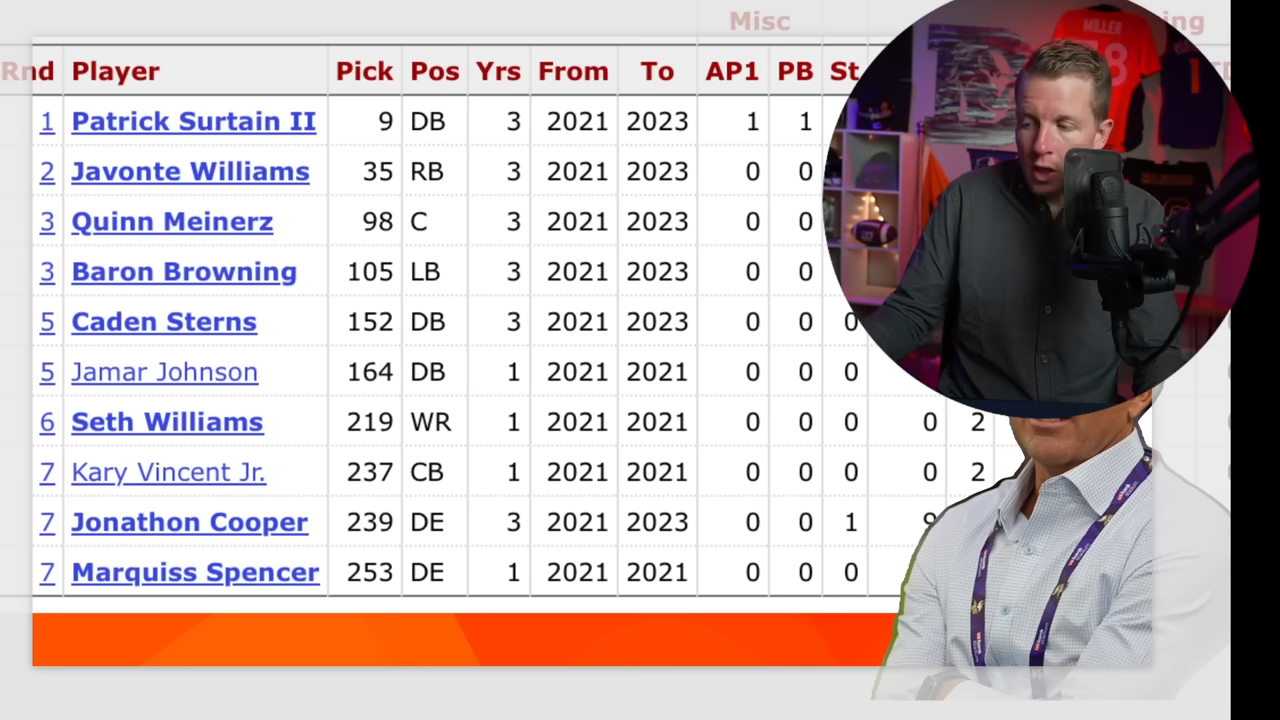 Misc
Rnd Player Pick Pos Yrs From To AP1 PB St
1 Patrick Surtain II 9 DB 3 2021 2023 1 1
2 Javonte Williams 35 RB 3 2021 2023 0 0
3 Quinn Meinerz 98 C 3 2021 2023 0 0
3 Baron Browning 105 LB 3 2021 2023 0 0
5 Caden Sterns 152 DB 3 2021 2023 0 0 0
5 Jamar Johnson 164 DB 1 2021 2021 0 0 0
6 Seth Williams 219 WR 1 2021 2021 0 0 0 0 2
7 Kary Vincent Jr. 237 CB 1 2021 2021 0 0 0 0 2
7 Jonathon Cooper 239 DE 3 2021 2023 0 0 1
7 Marquiss Spencer 253 DE 1 2021 2021 0 0 0
MILLER